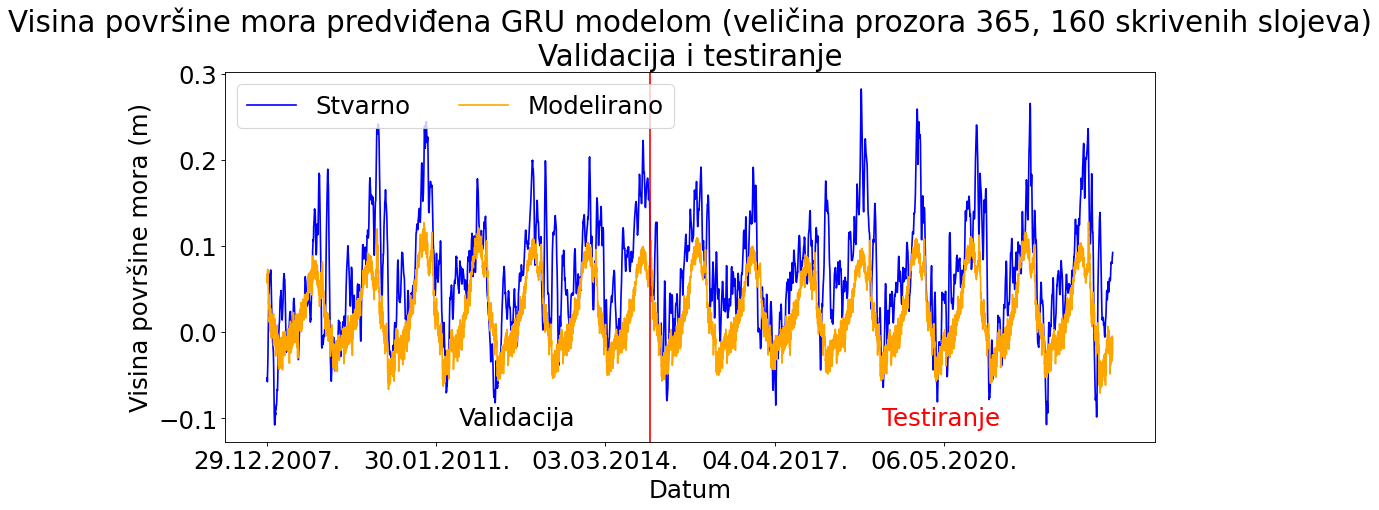 Visina površine mora predviđena GRU modelom (veličina prozora 365, 160 skrivenih slojeva)
Validacija i testiranje
Stvarno
Modelirano
Visina površine mora (m)
0.3
0.2
0.1
0.0
−0.1
Validacija
Testiranje
29.12.2007.
30.01.2011.
03.03.2014.
04.04.2017.
06.05.2020.
Datum